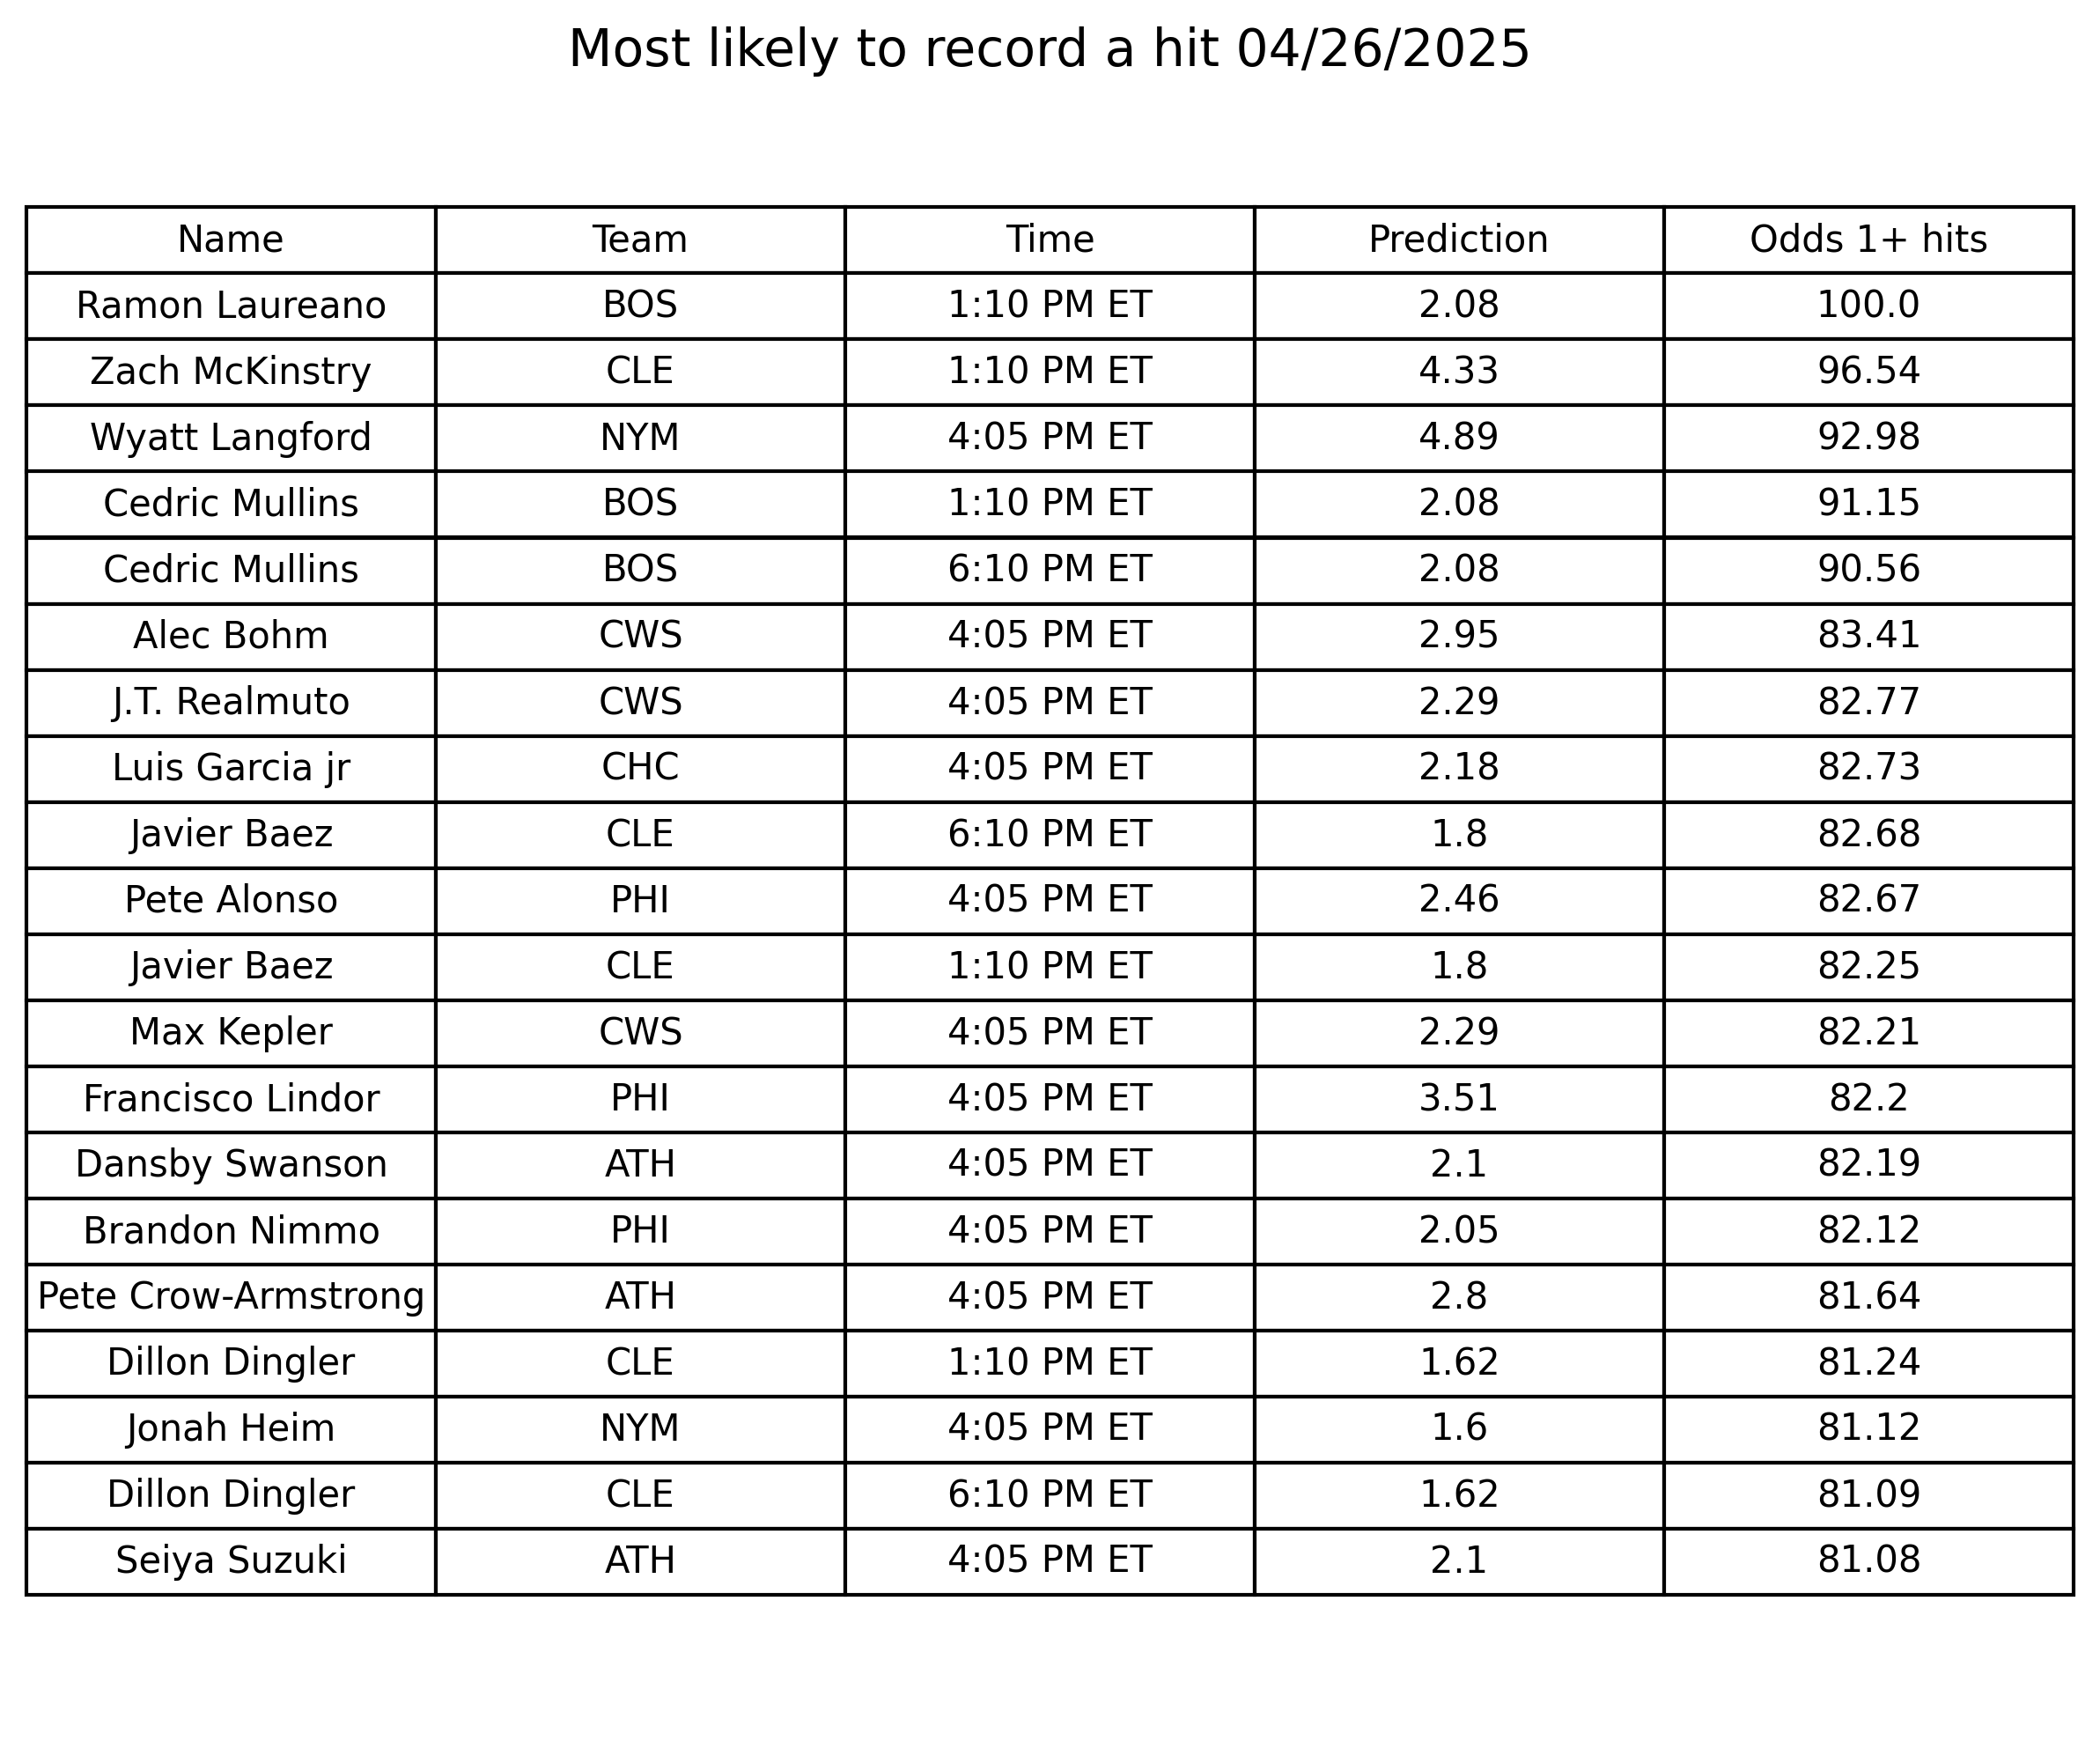 Most likely to record a hit 04/26/2025
Name Team Time Prediction Odds 1+ hits
Ramon Laureano BOS 1:10 PM ET 2.08 100.0
Zach McKinstry CLE 1:10 PM ET 4.33 96.54
Wyatt Langford NYM 4:05 PM ET 4.89 92.98
Cedric Mullins BOS 1:10 PM ET 2.08 91.15
Cedric Mullins BOS 6:10 PM ET 2.08 90.56
Alec Bohm CWS 4:05 PM ET 2.95 83.41
J.T. Realmuto CWS 4:05 PM ET 2.29 82.77
Luis Garcia jr CHC 4:05 PM ET 2.18 82.73
Javier Baez CLE 6:10 PM ET 1.8 82.68
Pete Alonso PHI 4:05 PM ET 2.46 82.67
Javier Baez CLE 1:10 PM ET 1.8 82.25
Max Kepler CWS 4:05 PM ET 2.29 82.21
Francisco Lindor PHI 4:05 PM ET 3.51 82.2
Dansby Swanson ATH 4:05 PM ET 2.1 82.19
Brandon Nimmo PHI 4:05 PM ET 2.05 82.12
Pete Crow-Armstrong ATH 4:05 PM ET 2.8 81.64
Dillon Dingler CLE 1:10 PM ET 1.62 81.24
Jonah Heim NYM 4:05 PM ET 1.6 81.12
Dillon Dingler CLE 6:10 PM ET 1.62 81.09
Seiya Suzuki ATH 4:05 PM ET 2.1 81.08